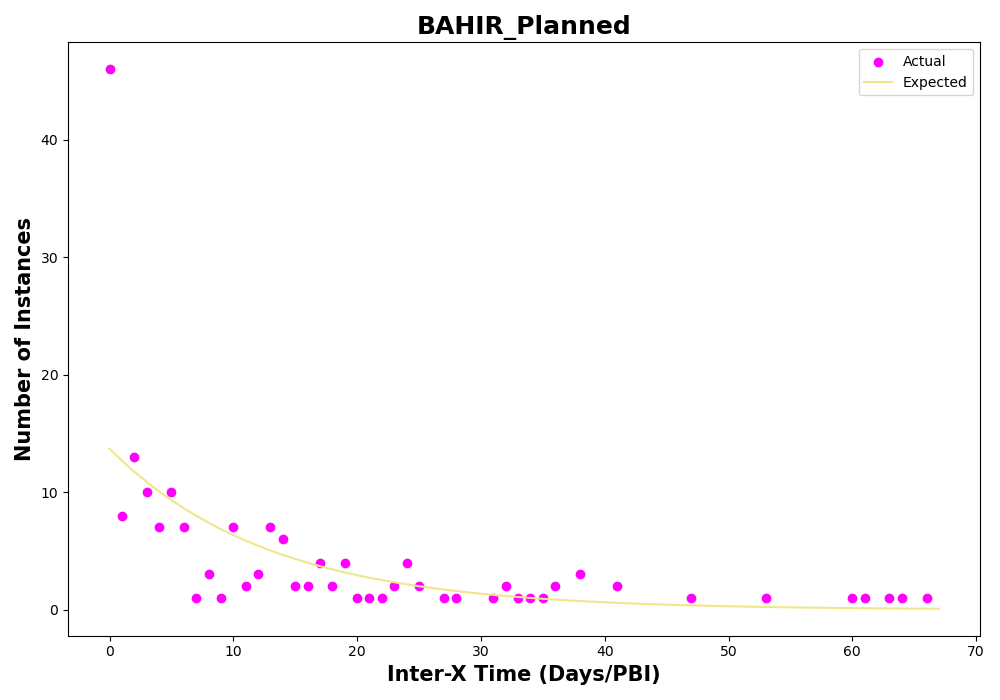 BAHIR_Planned
Actual
Expected
Number of Instances
40
30
20
10
0
0 10 20 30 40 50 60 70
Inter-X Time (Days/PBI)